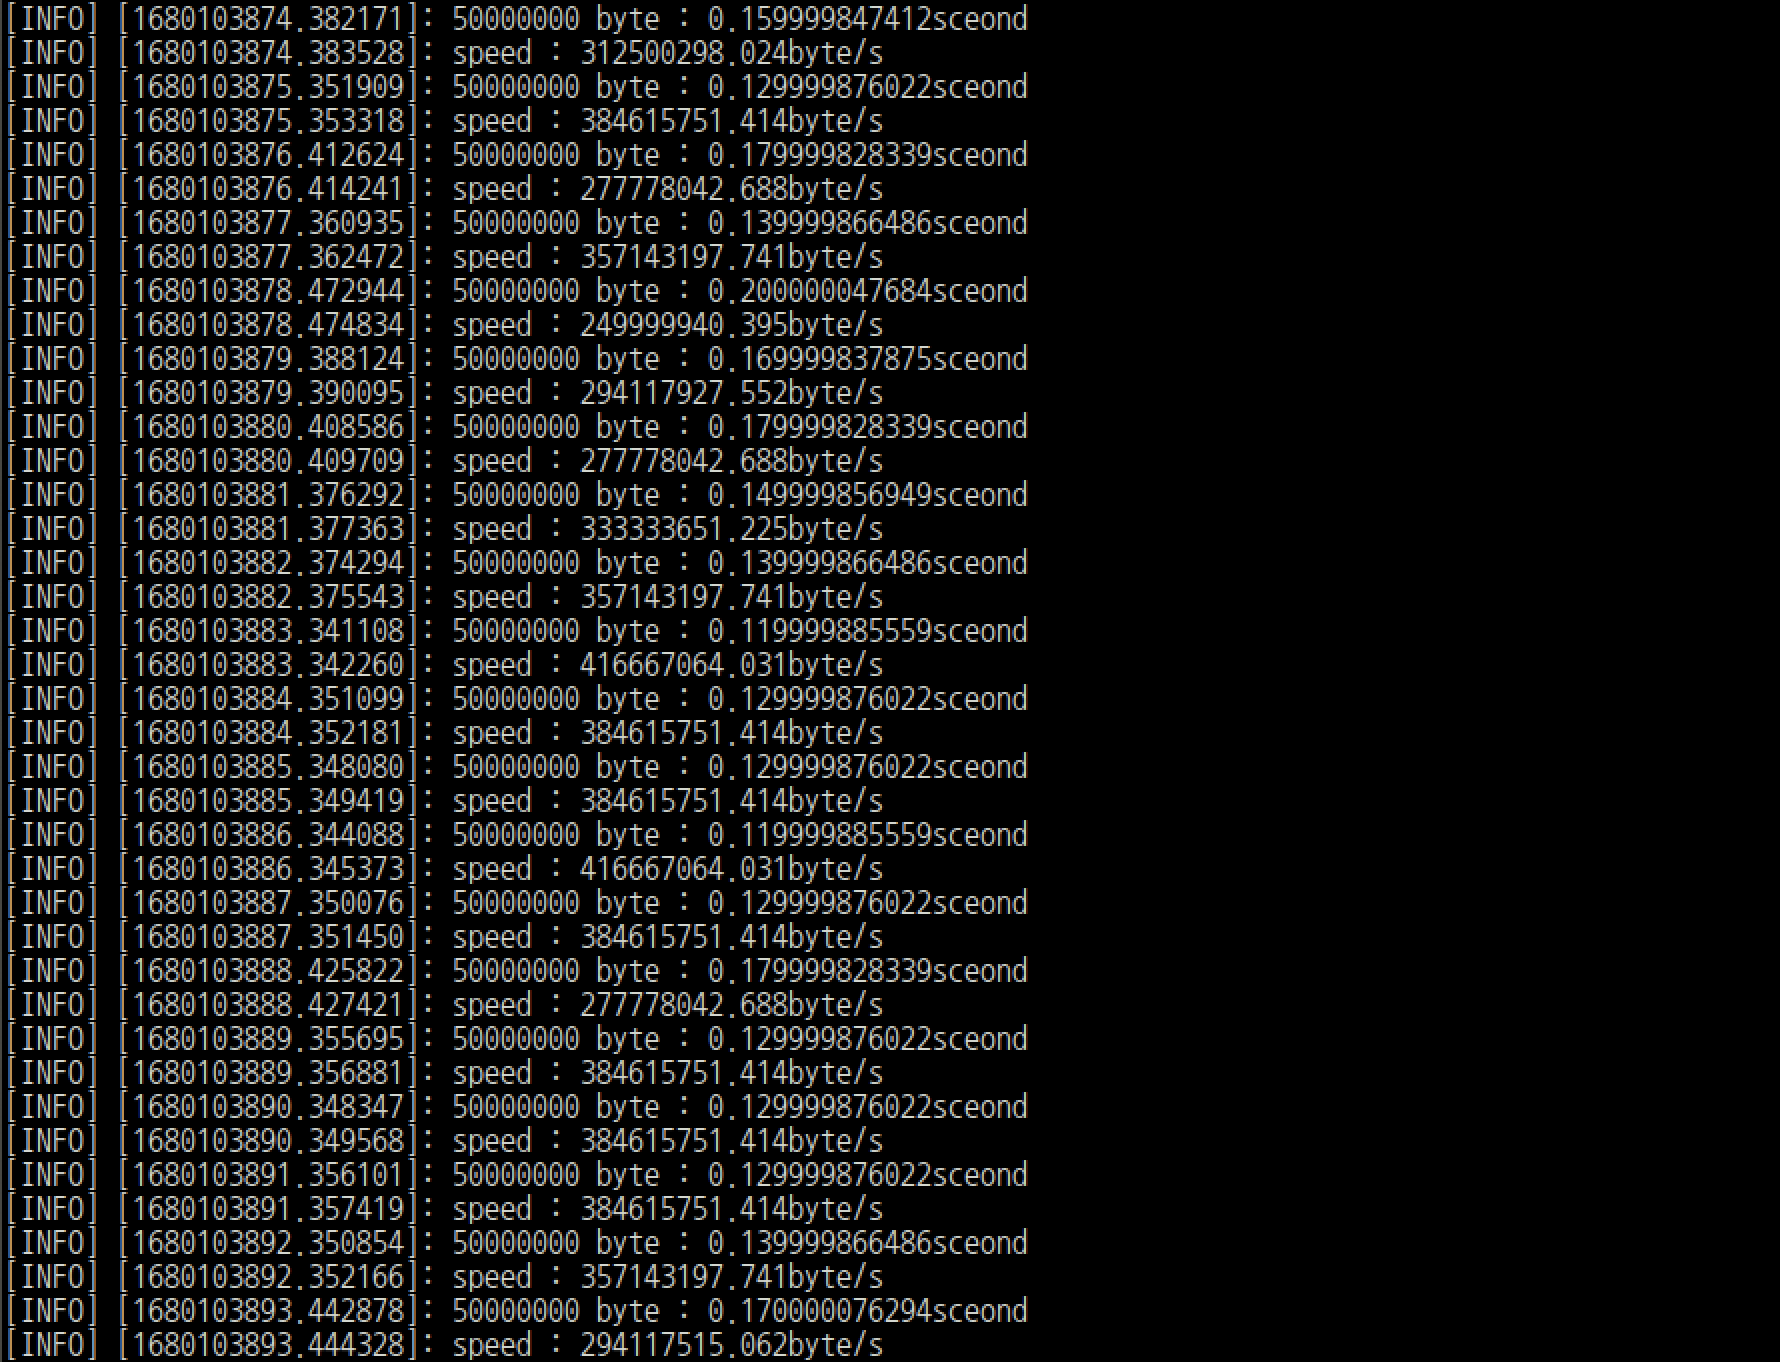 [INFO] [1680103874.382171]: 50000000 byte : 0.159999847412sceond
[INFO] [1680103874.383528]: speed : 312500298.024byte/s
[INFO] [1680103875.351909]: 50000000 byte : 0.129999876022sceond
[INFO] [1680103875.353318]: speed : 384615751.414byte/s
[INFO] [1680103876.412624]: 50000000 byte : 0.179999828339sceond
[INFO] [1680103876.414241]: speed : 277778042.688byte/s
[INFO] [1680103877.360935]: 50000000 byte : 0.139999866486sceond
[INFO] [1680103877.362472]: speed : 357143197.741byte/s
[INFO] [1680103878.472944]: 50000000 byte : 0.200000047684sceond
[INFO] [1680103878.474834]: speed : 249999940.395byte/s
[INFO] [1680103879.388124]: 50000000 byte : 0.169999837875sceond
[INFO] [1680103879.390095]: speed : 294117927.552byte/s
[INFO] [1680103880.408586]: 50000000 byte : 0.179999828339sceond
[INFO] [1680103880.409709]: speed : 277778042.688byte/s
[INFO] [1680103881.376292]: 50000000 byte : 0.149999856949sceond
[INFO] [1680103881.377363]: speed : 333333651.225byte/s
[INFO] [1680103882.374294]: 50000000 byte : 0.139999866486sceond
[INFO] [1680103882.375543]: speed : 357143197.741byte/s
[INFO] [1680103883.341108]: 50000000 byte : 0.119999885559sceond
[INFO] [1680103883.342260]: speed : 416667064.031byte/s
[INFO] [1680103884.351099]: 50000000 byte : 0.129999876022sceond
[INFO] [1680103884.352181]: speed : 384615751.414byte/s
[INFO] [1680103885.348080]: 50000000 byte : 0.129999876022sceond
[INFO] [1680103885.349419]: speed : 384615751.414byte/s
[INFO] [1680103886.344088]: 50000000 byte : 0.119999885559sceond
[INFO] [1680103886.345373]: speed : 416667064.031byte/s
[INFO] [1680103887.350076]: 50000000 byte : 0.129999876022sceond
[INFO] [1680103887.351450]: speed : 384615751.414byte/s
[INFO] [1680103888.425822]: 50000000 byte : 0.179999828339sceond
[INFO] [1680103888.427421]: speed : 277778042.688byte/s
[INFO] [1680103889.355695]: 50000000 byte : 0.129999876022sceond
[INFO] [1680103889.356881]: speed : 384615751.414byte/s
[INFO] [1680103890.348347]: 50000000 byte : 0.129999876022sceond
[INFO] [1680103890.349568]: speed : 384615751.414byte/s
[INFO] [1680103891.356101]: 50000000 byte : 0.129999876022sceond
[INFO] [1680103891.357419]: speed : 384615751.414byte/s
[INFO] [1680103892.350854]: 50000000 byte : 0.139999866486sceond
[INFO] [1680103892.352166]: speed : 357143197.741byte/s
[INFO] [1680103893.442878]: 50000000 byte : 0.170000076294sceond
[INFO] [1680103893.444328]: speed : 294117515.062byte/s